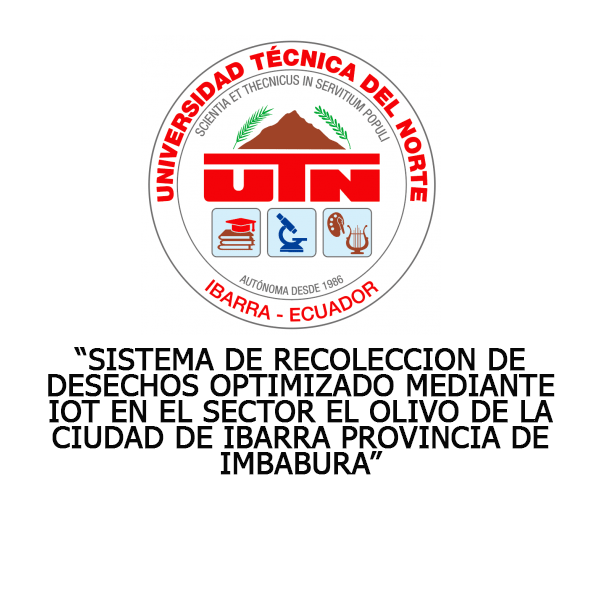 UNIVERSIDAD TÉCNICA DEL NORTE
SCIENTIA ET THECNICUS IN SERVITIUM POPULI
UTN
AUTÓNOMA DESDE 1986
IBARRA - ECUADOR
“SISTEMA DE RECOLECCION DE
DESECHOS OPTIMIZADO MEDIANTE
IOT EN EL SECTOR EL OLIVO DE LA
CIUDAD DE IBARRA PROVINCIA DE
IMBABURA”